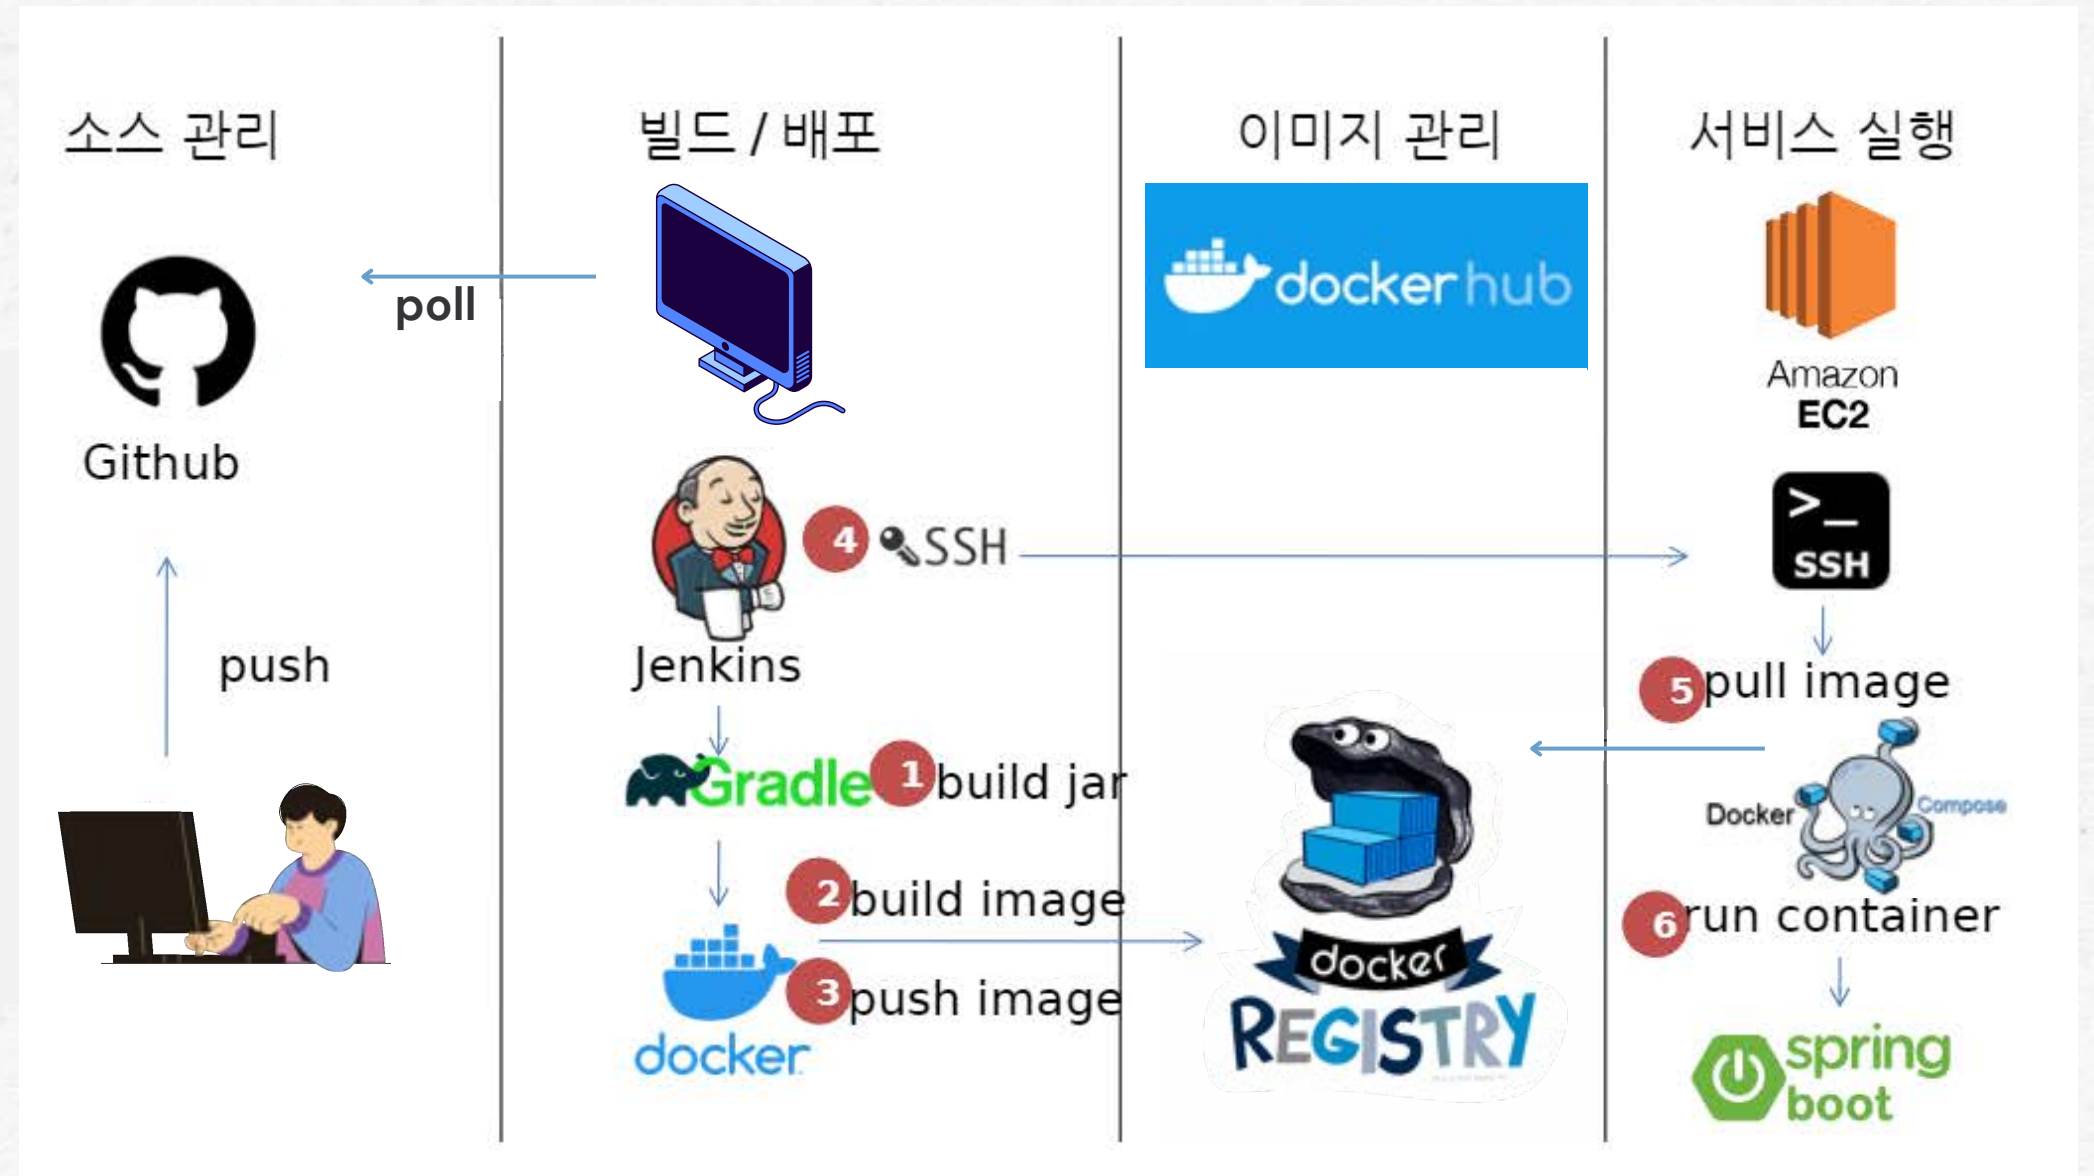 소스 관리
Github
push
poll
빌드 / 배포
Jenkins
4
SSH
Gradle
1
build jar
2
build image
3
push image
docker
이미지 관리
docker hub
docker
REGISTRY
서비스 실행
Amazon
EC2
>_
SSH
5
pull image
Docker
Compose
6
run container
spring
boot